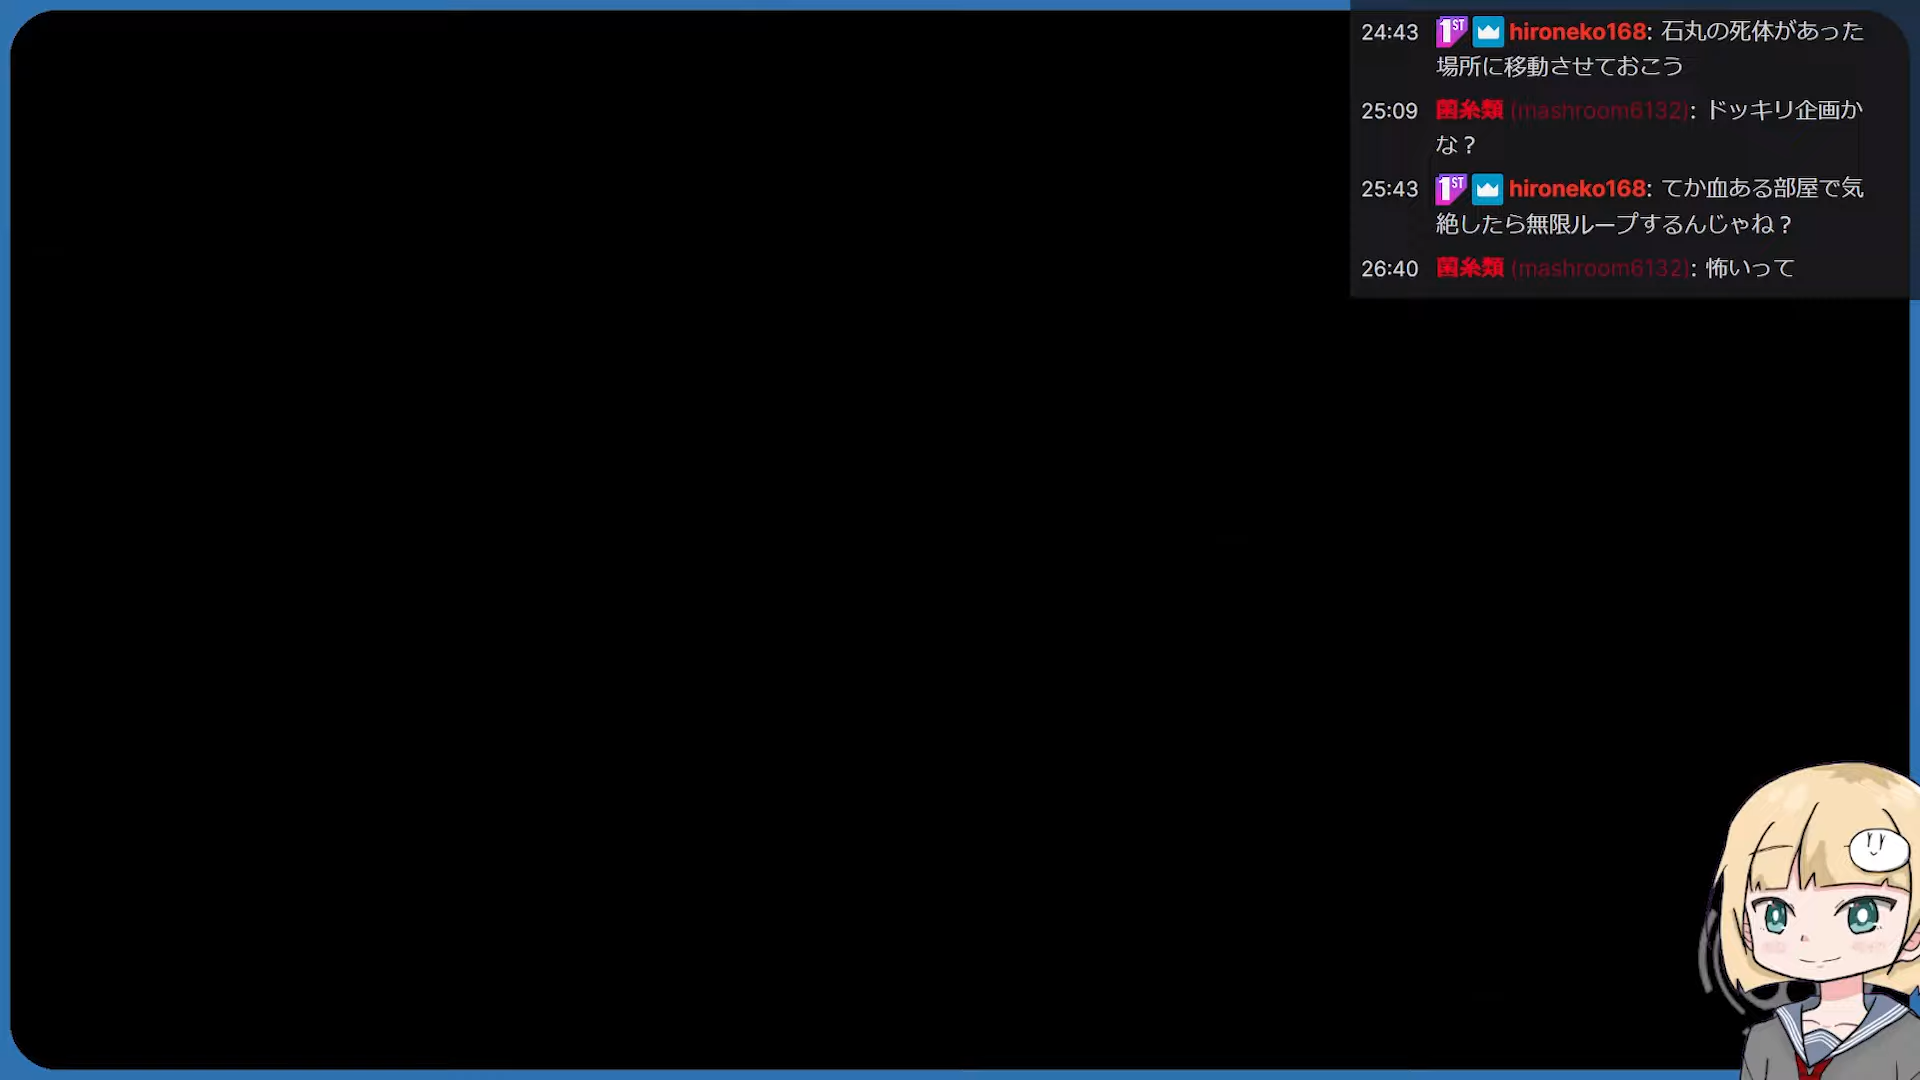 24:43 1ST hironeko168: 石丸の死体があった
場所に移動させておこう
25:09 菌糸類 (mashroom6132): ドッキリ企画か
な？
25:43 1ST hironeko168: てか血ある部屋で気
絶したら無限ループするんじゃね？
26:40 菌糸類 (mashroom6132): 怖いって